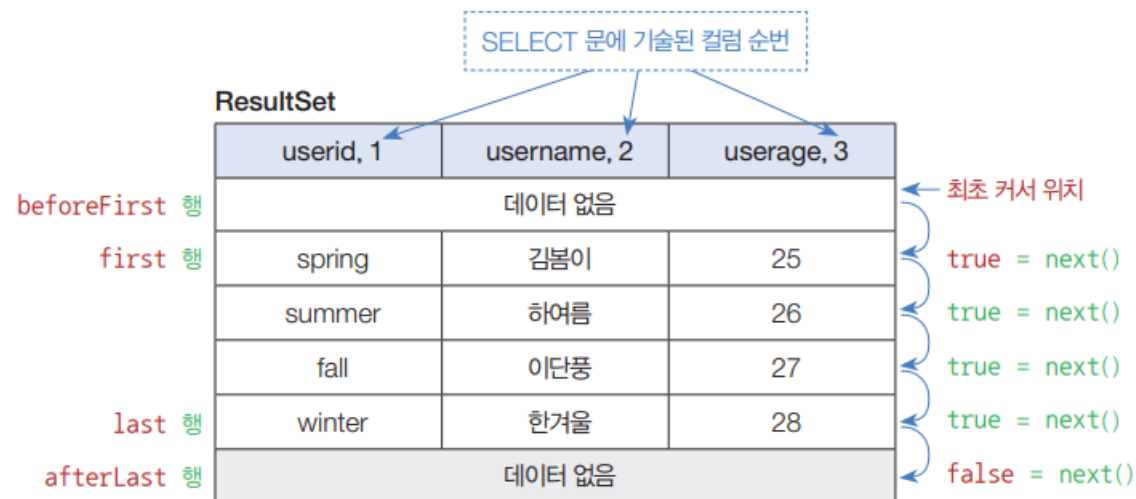 SELECT 문에 기술된 컬럼 순번
ResultSet
userid, 1 username, 2 userage, 3
beforeFirst 행 데이터 없음 최초 커서 위치
first 행 spring 김봄이 25 true = next()
summer 하여름 26 true = next()
fall 이단풍 27 true = next()
last 행 winter 한겨울 28 true = next()
afterLast 행 데이터 없음 false = next()